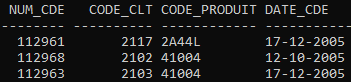 NUM_CDE CODE_CLT CODE_PRODUIT DATE_CDE
---------- ---------- ------------ ----------
112961 2117 2A44L 17-12-2005
112968 2102 41004 12-10-2005
112963 2103 41004 17-12-2005